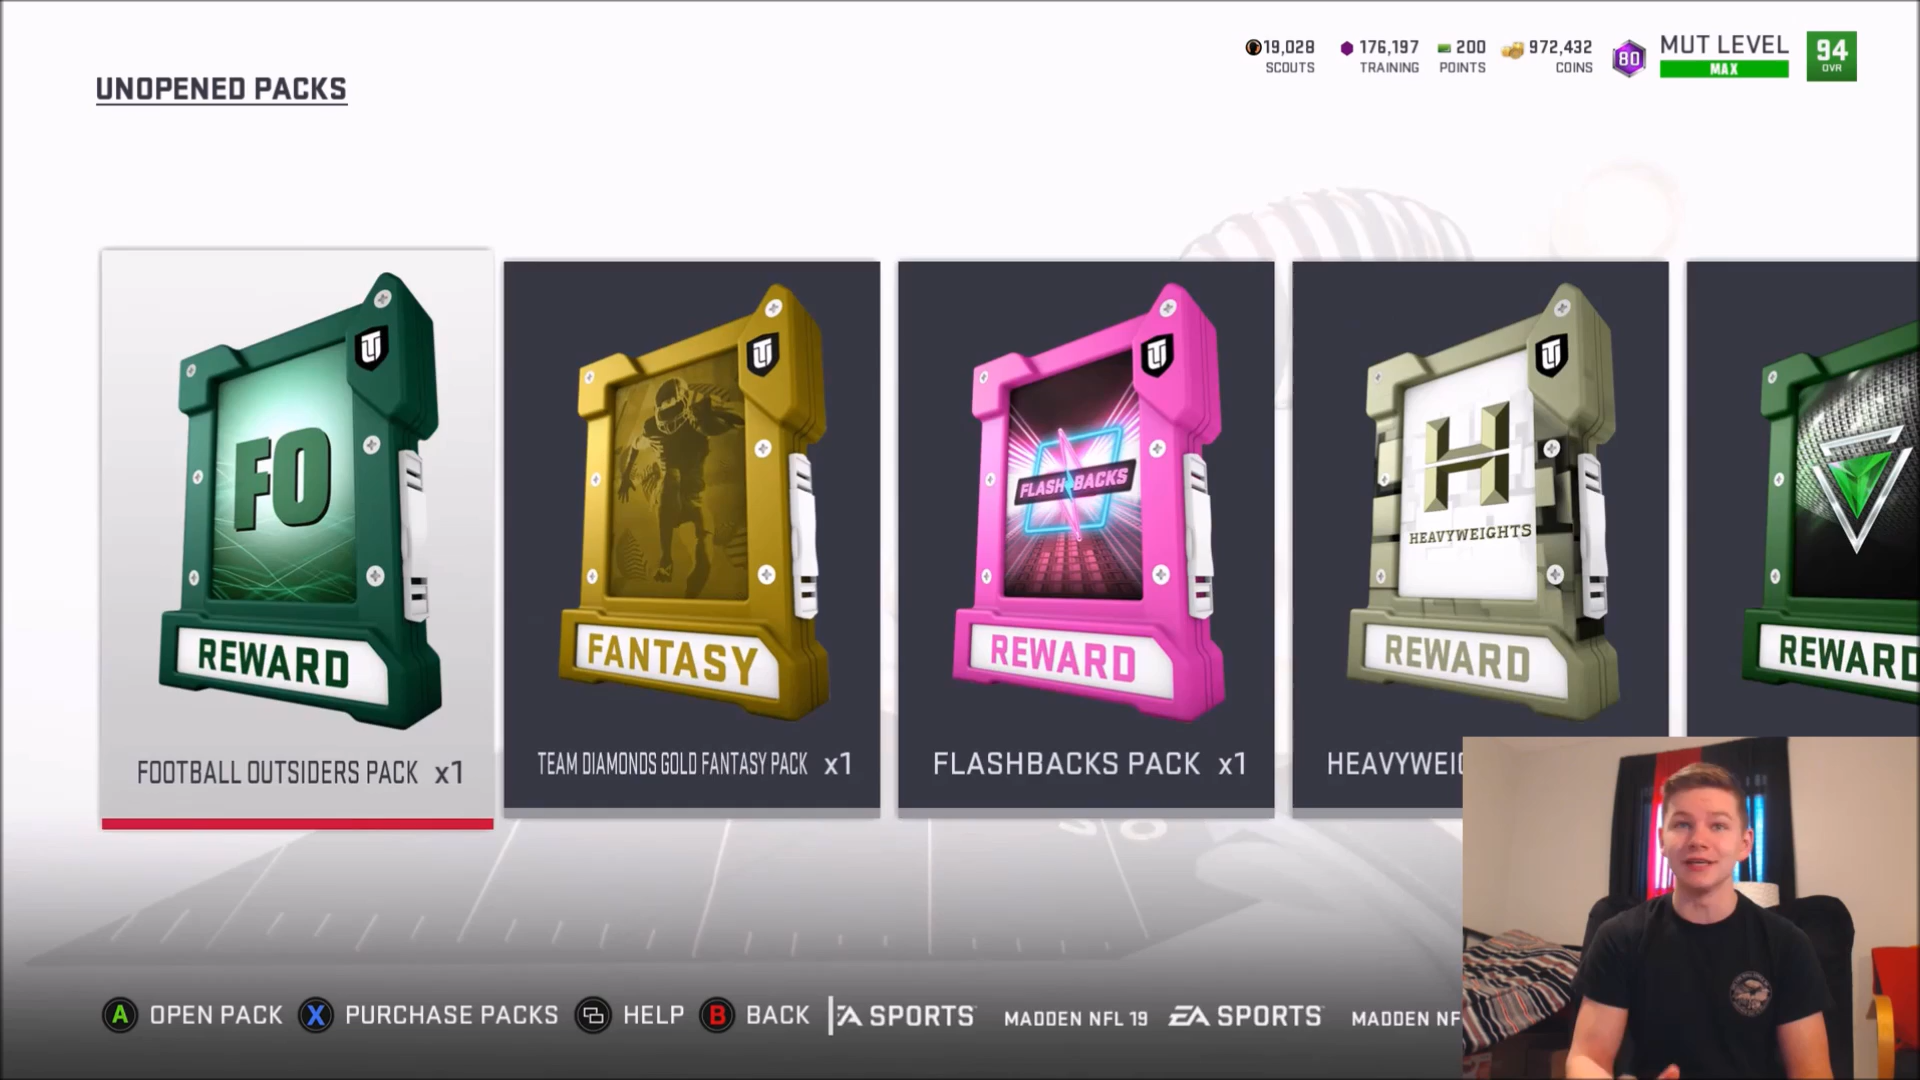 UNOPENED PACKS
19,028
SCOUTS
176,197
TRAINING
200
POINTS
972,432
COINS
80
MUT LEVEL
MAX
94
OVR
FO
REWARD
FOOTBALL OUTSIDERS PACK x1
FANTASY
TEAM DIAMONDS GOLD FANTASY PACK x1
FLASHBACKS
REWARD
FLASHBACKS PACK x1
H
HEAVYWEIGHTS
REWARD
HEAVYWEIG
REWARD
A OPEN PACK X PURCHASE PACKS HELP B BACK EA SPORTS MADDEN NFL 19 EA SPORTS MADDEN NF